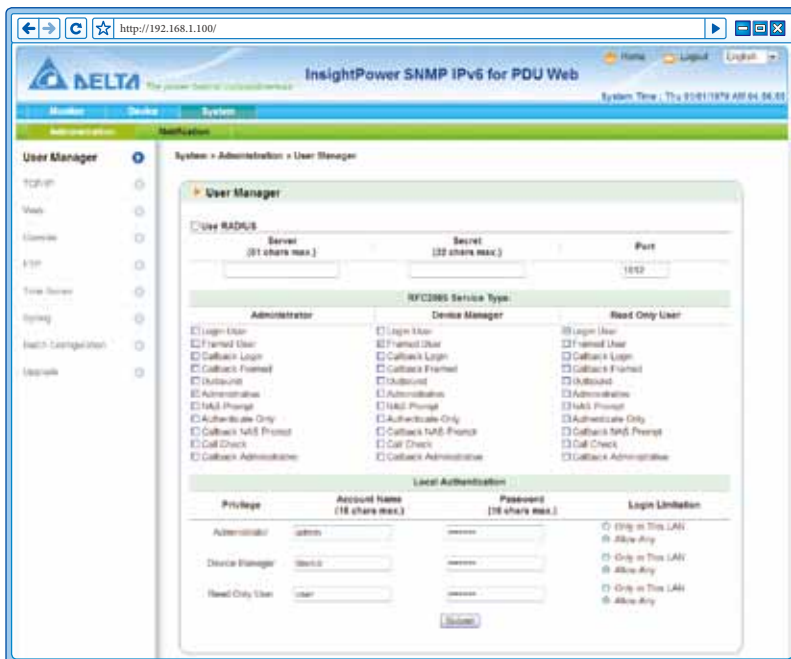 http://192.168.1.100/
Home Logout English
DELTA The power behind competitiveness
InsightPower SNMP IPv6 for PDU Web
System Time : Thu 01/01/1970 AM
Monitor Device System
Administration Notification
User Manager
TCP/IP
Web
Console
FTP
Time Server
Syslog
Batch Configuration
Upgrade
System » Administration » User Manager
User Manager
Use RADIUS
Server (61 chars max.) Secret (32 chars max.) Port
1812
RFC2865 Service Type
Administrator Device Manager Read Only User
Login User Login User Login User
Framed User Framed User Framed User
Callback Login Callback Login Callback Login
Callback Framed Callback Framed Callback Framed
Outbound Outbound Outbound
Administrative Administrative Administrative
NAS Prompt NAS Prompt NAS Prompt
Authenticate Only Authenticate Only Authenticate Only
Callback NAS Prompt Callback NAS Prompt Callback NAS Prompt
Call Check Call Check Call Check
Callback Administrative Callback Administrative Callback Administrative
Local Authentication
Privilege Account Name (16 chars max.) Password (16 chars max.) Login Limitation
Administrator admin Only in This LAN
Allow Any
Device Manager device Only in This LAN
Allow Any
Read Only User user Only in This LAN
Allow Any
Submit